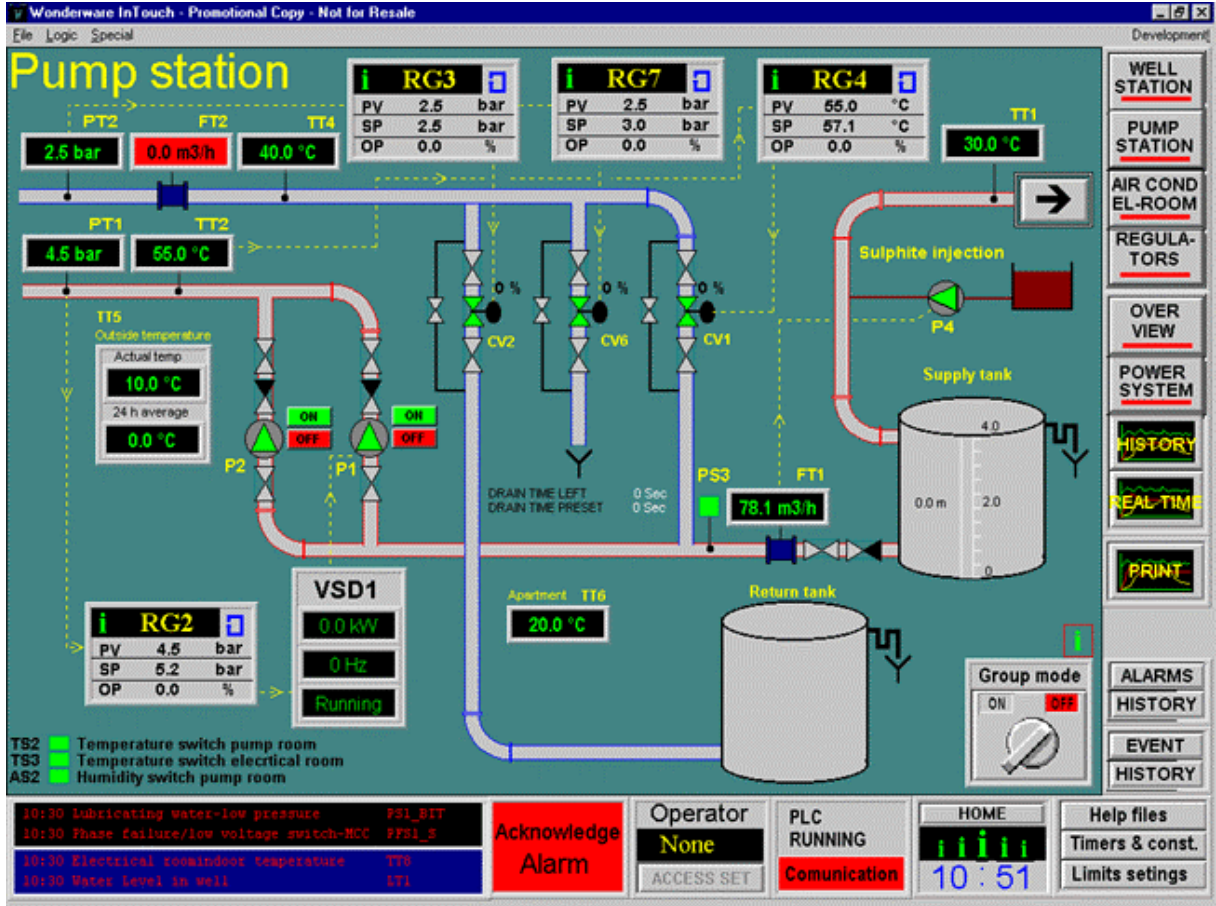 Wonderware InTouch - Promotional Copy - Not for Resale
File Logic Special
Development
Pump station
RG3
PV 2.5 bar
SP 2.5 bar
OP 0.0 %
RG7
PV 2.5 bar
SP 3.0 bar
OP 0.0 %
RG4
PV 55.0 °C
SP 57.1 °C
OP 0.0 %
PT2
2.5 bar
FT2
0.0 m3/h
TT4
40.0 °C
TT1
30.0 °C
PT1
4.5 bar
TT2
55.0 °C
TT5
Outside temperature
Actual temp
10.0 °C
24 h average
0.0 °C
0 %
CV2
0 %
CV6
0 %
CV1
Sulphite injection
P4
Supply tank
4.0
0.0 m
2.0
0
ON
OFF
P2
ON
OFF
P1
DRAIN TIME LEFT 0 Sec
DRAIN TIME PRESET 0 Sec
PS3
FT1
78.1 m3/h
VSD1
0.0 kW
0 Hz
Running
Apartment TT6
20.0 °C
Return tank
i RG2
PV 4.5 bar
SP 5.2 bar
OP 0.0 %
i
Group mode
ON OFF
TS2 Temperature switch pump room
TS3 Temperature switch elecrtical room
AS2 Humidity switch pump room
WELL
STATION
PUMP
STATION
AIR COND
EL-ROOM
REGULA-
TORS
OVER
VIEW
POWER
SYSTEM
HISTORY
REAL-TIME
PRINT
ALARMS
HISTORY
EVENT
HISTORY
10:30 Lubricating water-low pressure PS1_BIT
10:30 Phase failure/low voltage switch-MCC PFS1_S
10:30 Electrical roomindoor temperature TT8
10:30 Water Level in well LT1
Acknowledge
Alarm
Operator
None
ACCESS SET
PLC
RUNNING
Comunication
HOME
i i i i i
10:51
Help files
Timers & const.
Limits setings